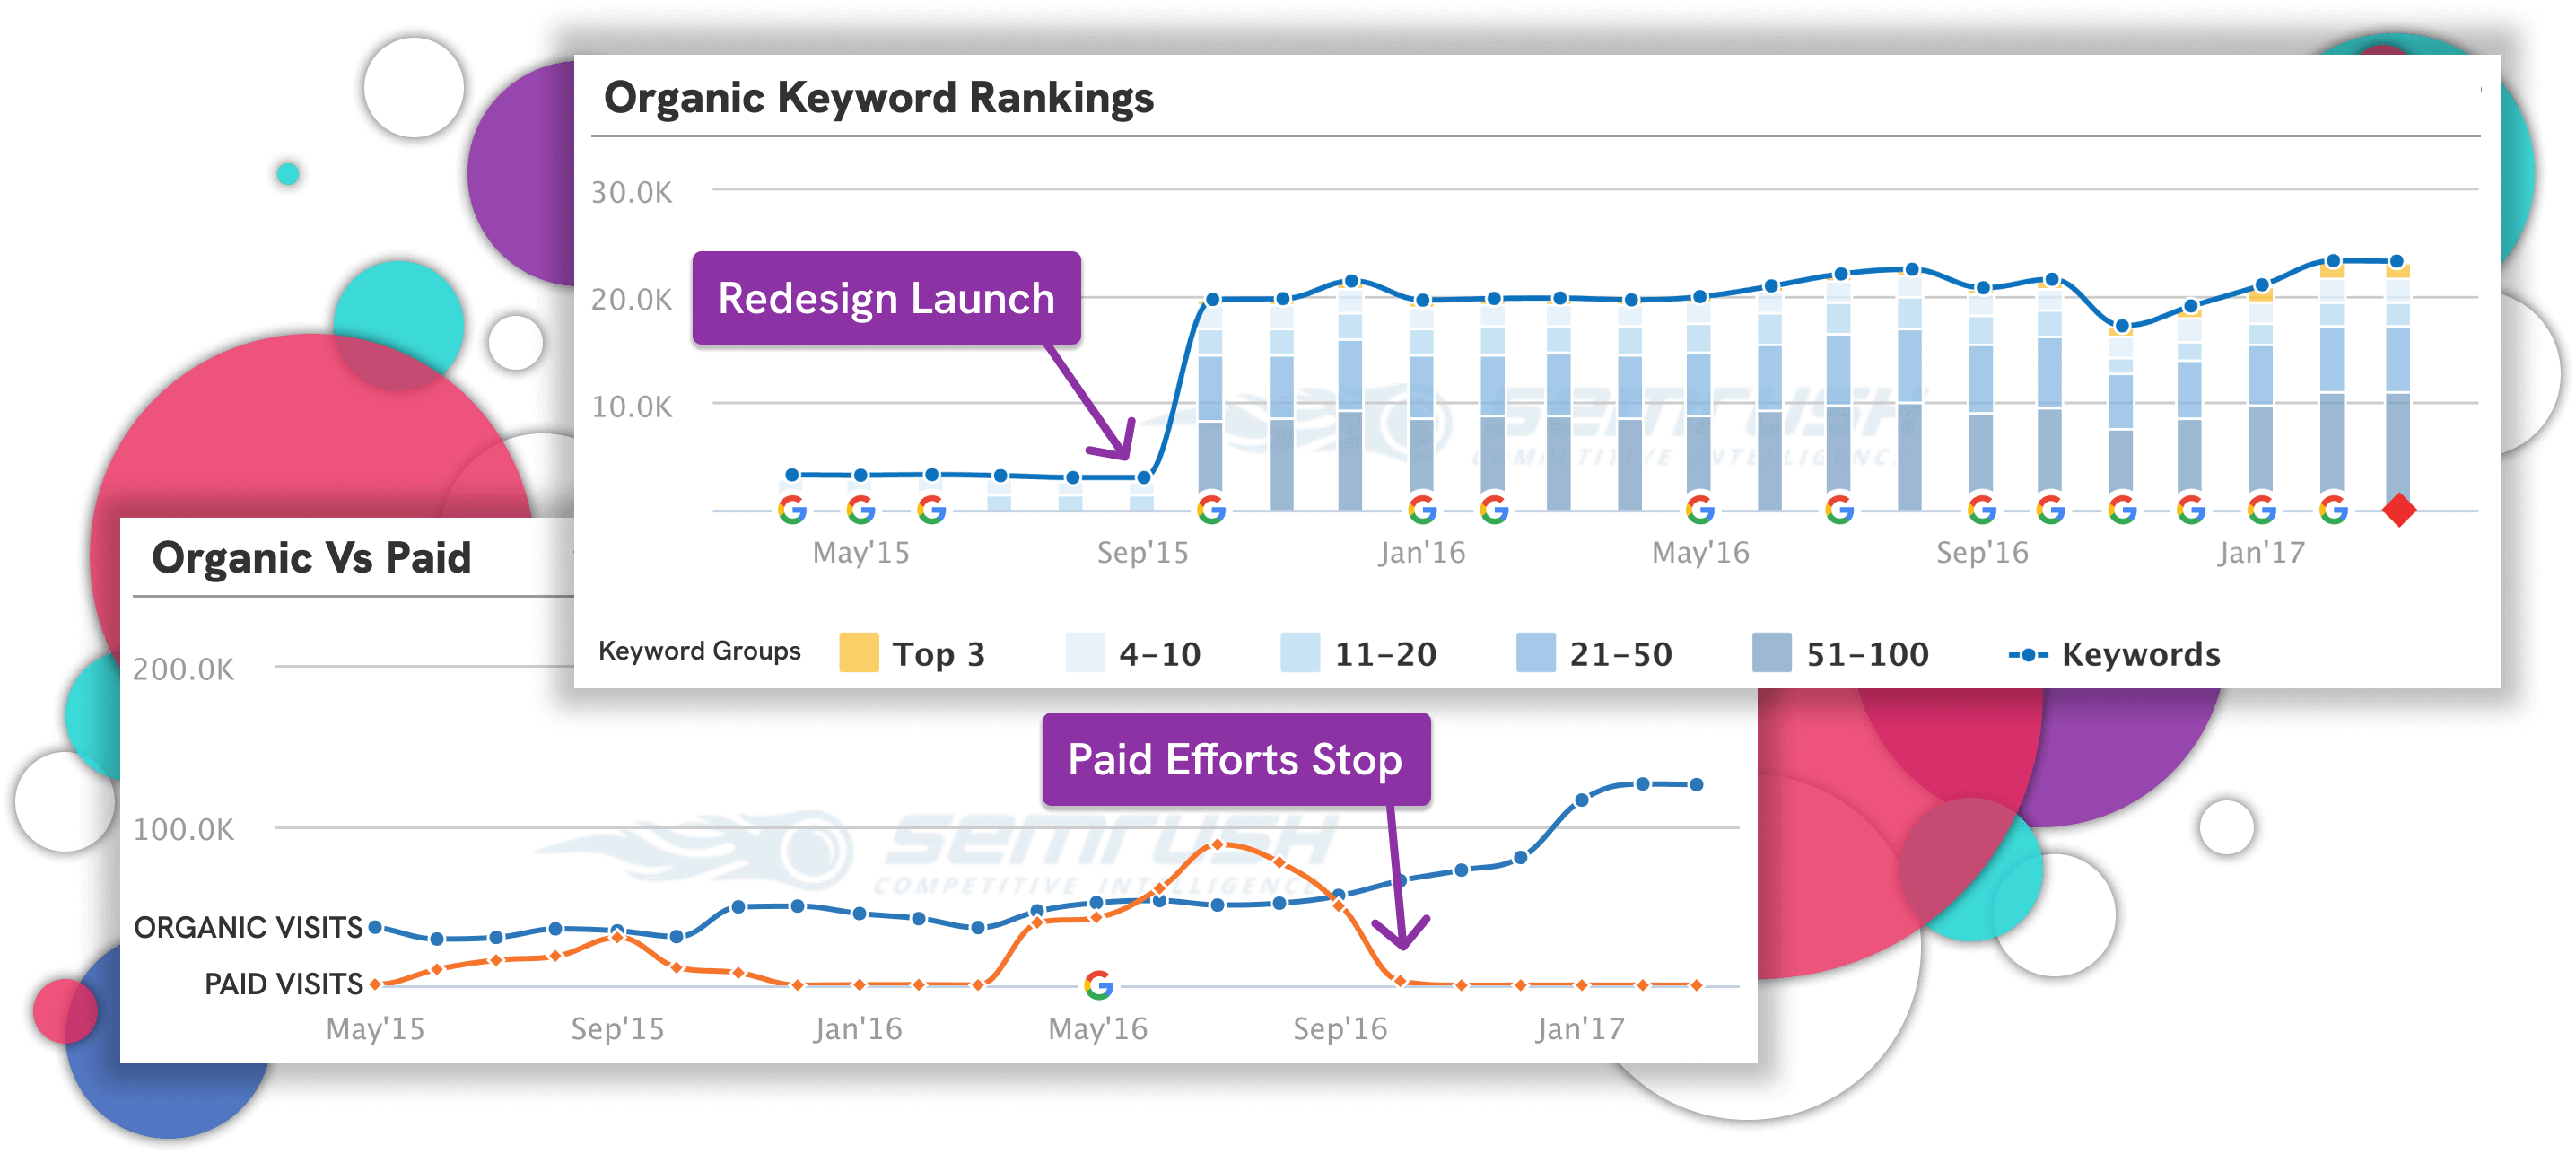 Organic Keyword Rankings
30.0K
20.0K
10.0K
Redesign Launch
SEMRUSH
COMPETITIVE INTELLIGENCE
May'15 Sep'15 Jan'16 May'16 Sep'16 Jan'17
Keyword Groups Top 3 4-10 11-20 21-50 51-100 Keywords
Organic Vs Paid
200.0K
100.0K
Paid Efforts Stop
SEMRUSH
COMPETITIVE INTELLIGENCE
ORGANIC VISITS
PAID VISITS
May'15 Sep'15 Jan'16 May'16 Sep'16 Jan'17